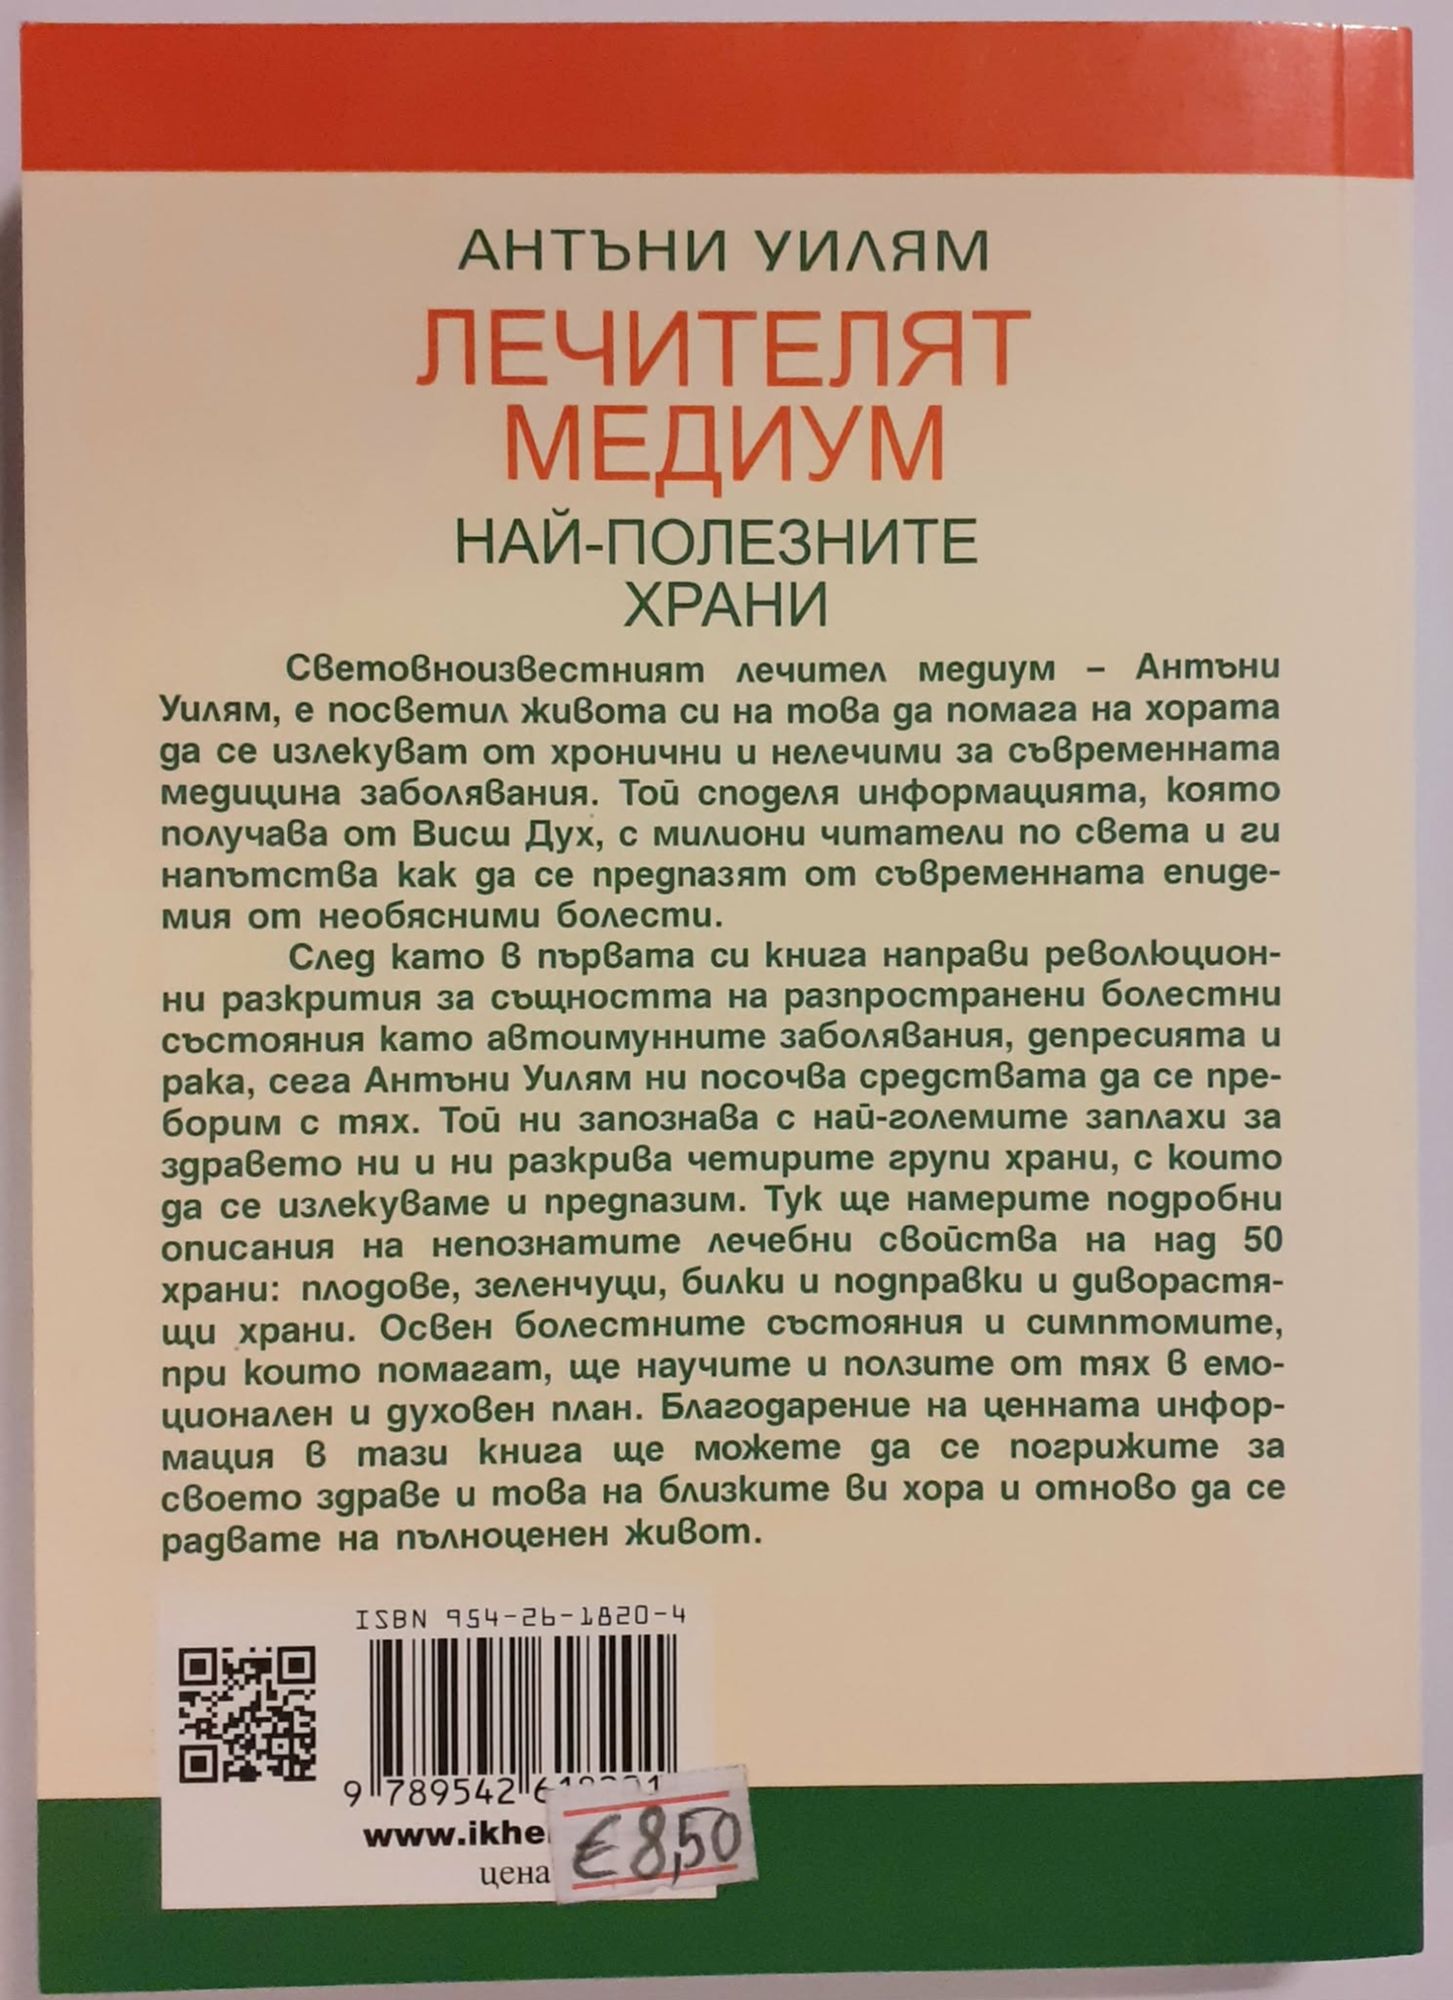 АНТЪНИ УИЛЯМ
ЛЕЧИТЕЛЯТ
МЕДИУМ
НАЙ-ПОЛЕЗНИТЕ
ХРАНИ
Световноизвестният лечител медиум – Антъни
Уилям, е посветил живота си на това да помага на хората
да се излекуват от хронични и нелечими за съвременната
медицина заболявания. Той споделя информацията, която
получава от Висш Дух, с милиони читатели по света и ги
напътства как да се предпазят от съвременната епиде-
мия от необясними болести.
След като в първата си книга направи революцион-
ни разкрития за същността на разпространени болестни
състояния като автоимунните заболявания, депресията и
рака, сега Антъни Уилям ни посочва средствата да се пре-
борим с тях. Той ни запознава с най-големите заплахи за
здравето ни и ни разкрива четирите групи храни, с които
да се излекуваме и предпазим. Тук ще намерите подробни
описания на непознатите лечебни свойства на над 50
храни: плодове, зеленчуци, билки и подправки и диворастя-
щи храни. Освен болестните състояния и симптомите,
при които помагат, ще научите и ползите от тях в емо-
ционален и духовен план. Благодарение на ценната инфор-
мация в тази книга ще можете да се погрижите за
своето здраве и това на близките ви хора и отново да се
радвате на пълноценен живот.
ISBN 954-26-1820-4
9 789542
www.ikhe
цена
€8,50